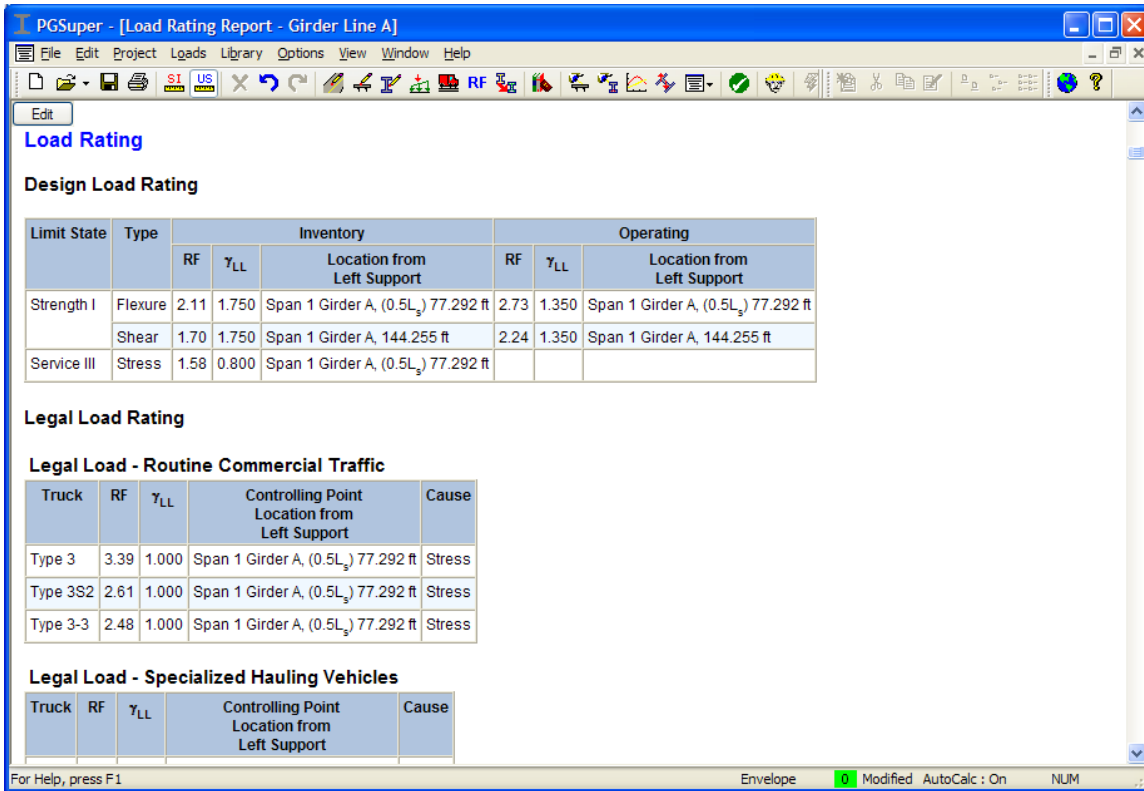 PGSuper - [Load Rating Report - Girder Line A]
File Edit Project Loads Library Options View Window Help
SI US RF
Edit
Load Rating
Design Load Rating
Limit State Type Inventory Operating
RF γLL Location from Left Support RF γLL Location from Left Support
Strength I Flexure 2.11 1.750 Span 1 Girder A, (0.5Ls) 77.292 ft 2.73 1.350 Span 1 Girder A, (0.5Ls) 77.292 ft
Shear 1.70 1.750 Span 1 Girder A, 144.255 ft 2.24 1.350 Span 1 Girder A, 144.255 ft
Service III Stress 1.58 0.800 Span 1 Girder A, (0.5Ls) 77.292 ft
Legal Load Rating
Legal Load - Routine Commercial Traffic
Truck RF γLL Controlling Point Cause
Location from
Left Support
Type 3 3.39 1.000 Span 1 Girder A, (0.5Ls) 77.292 ft Stress
Type 3S2 2.61 1.000 Span 1 Girder A, (0.5Ls) 77.292 ft Stress
Type 3-3 2.48 1.000 Span 1 Girder A, (0.5Ls) 77.292 ft Stress
Legal Load - Specialized Hauling Vehicles
Truck RF γLL Controlling Point Cause
Location from
Left Support
For Help, press F1 Envelope 0 Modified AutoCalc : On NUM